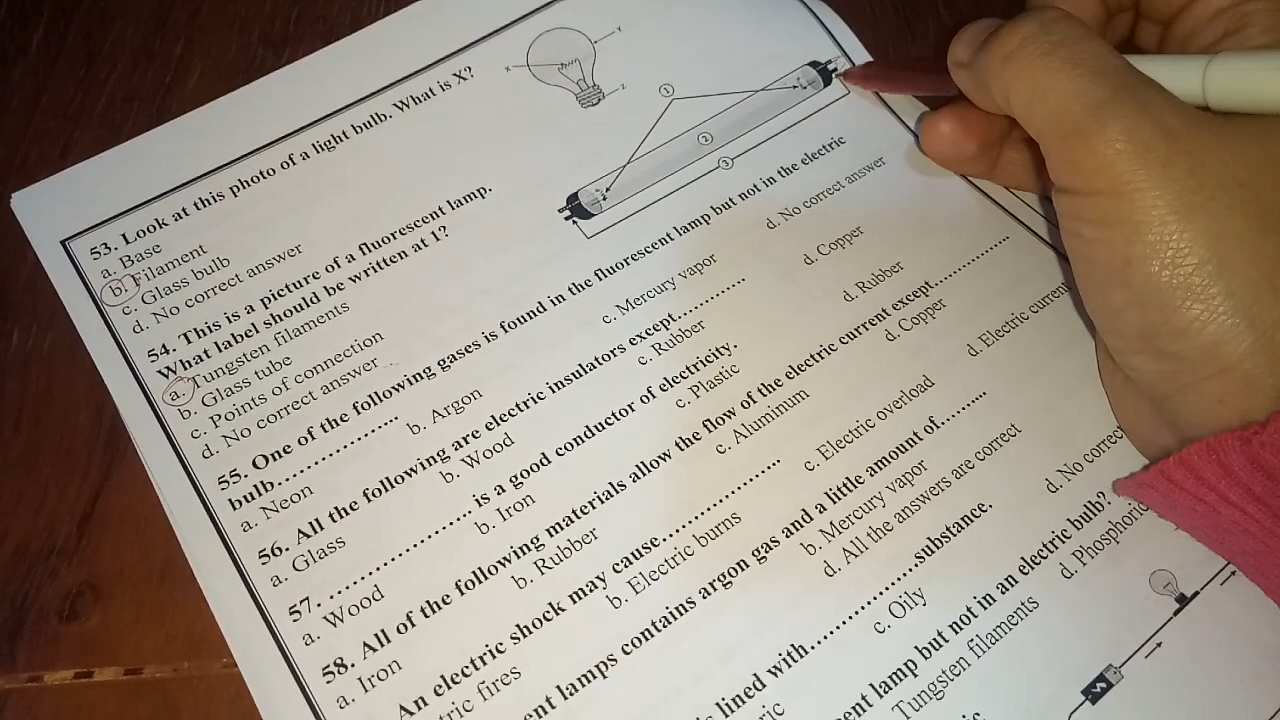 53. Look at this photo of a light bulb. What is X?
a. Base
b. Filament
c. Glass bulb
d. No correct answer
X
Y
Z
54. This is a picture of a fluorescent lamp.
What label should be written at 1?
a. Tungsten filaments
b. Glass tube
c. Points of connection
d. No correct answer
1
2
3
55. One of the following gases is found in the fluorescent lamp but not in the electric
bulb....................
a. Neon b. Argon c. Mercury vapor d. No correct answer
56. All the following are electric insulators except............
a. Glass b. Wood c. Rubber d. Copper
57. ........................ is a good conductor of electricity.
a. Wood b. Iron c. Plastic d. Rubber
58. All of the following materials allow the flow of the electric current except.............
a. Iron b. Rubber c. Aluminum d. Copper
An electric shock may cause....................
fires b. Electric burns c. Electric overload d. Electric current
lamps contains argon gas and a little amount of........
b. Mercury vapor
d. All the answers are correct
lined with....................substance.
c. Oily d. No
lamp but not in an electric bulb?
Tungsten filaments d.